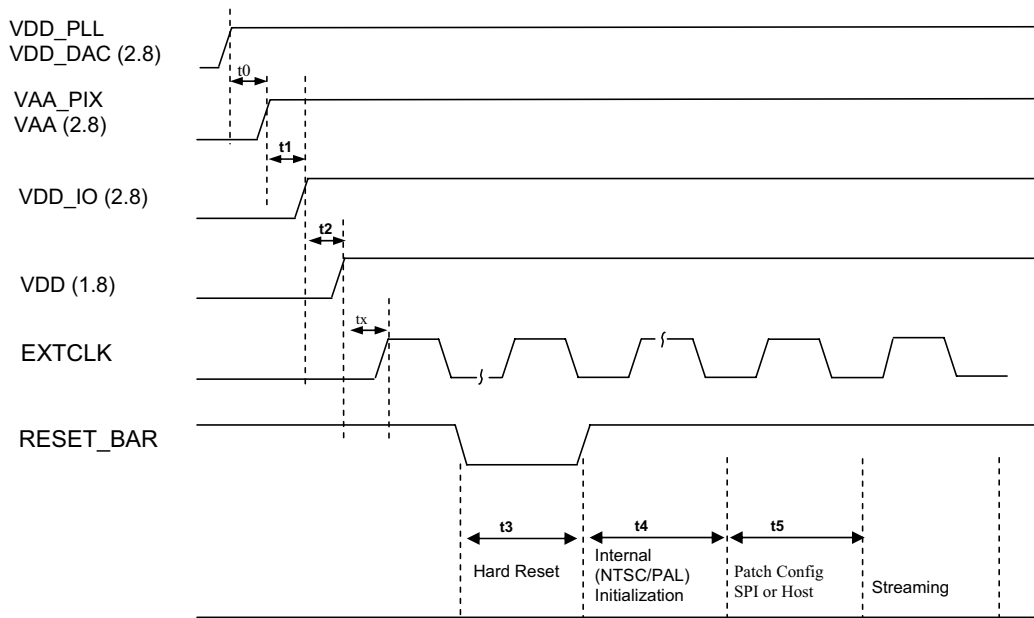 VDD_PLL
VDD_DAC (2.8)
t0
VAA_PIX
VAA (2.8)
t1
VDD_IO (2.8)
t2
VDD (1.8)
tx
EXTCLK
RESET_BAR
t3
t4
t5
Hard Reset
Internal
(NTSC/PAL)
Initialization
Patch Config
SPI or Host
Streaming